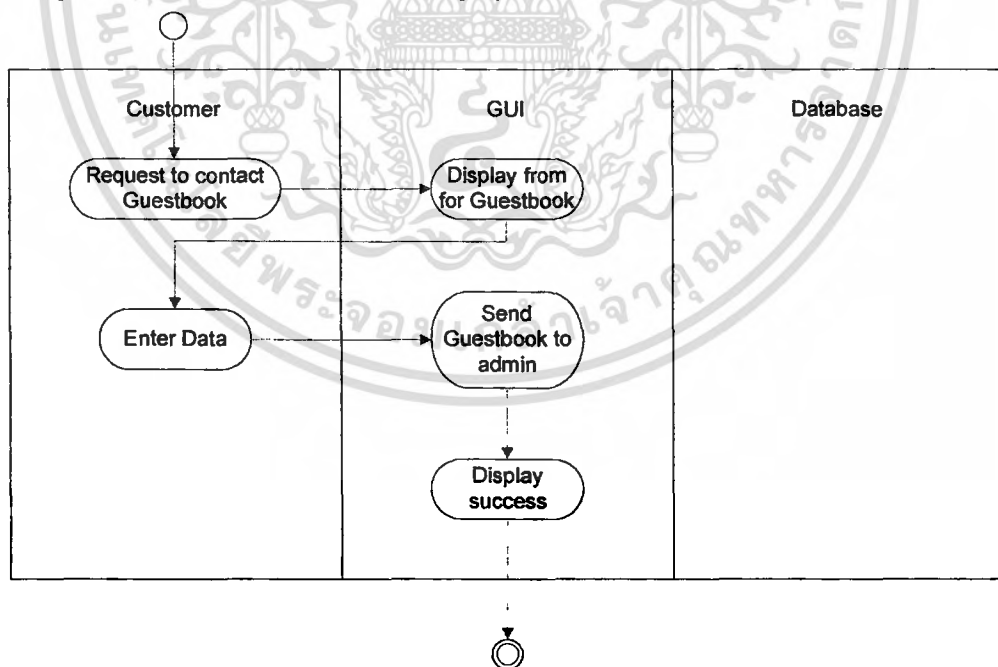 Customer
GUI
Database
Request to contact
Guestbook
Display from
for Guestbook
Enter Data
Send
Guestbook to
admin
Display
success